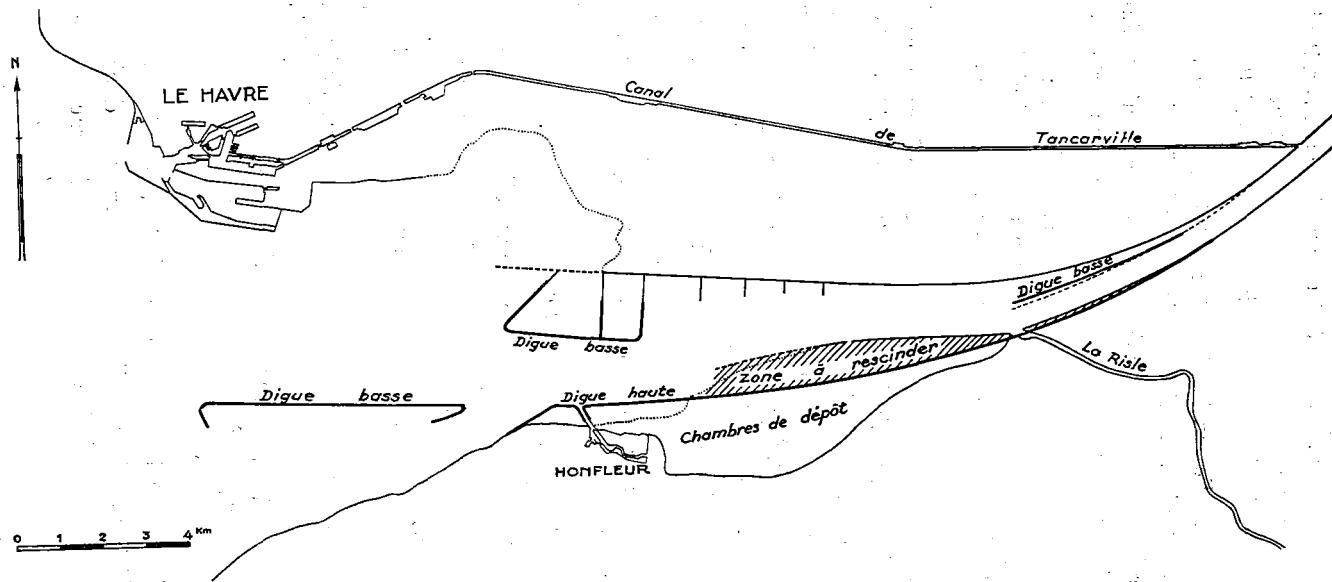 N
LE HAVRE
Canal de Tancarville
Digue basse
Digue basse
La Risle
zone à rescinder
Digue basse
Digue haute
Chambres de dépôt
HONFLEUR
0 1 2 3 4 Km